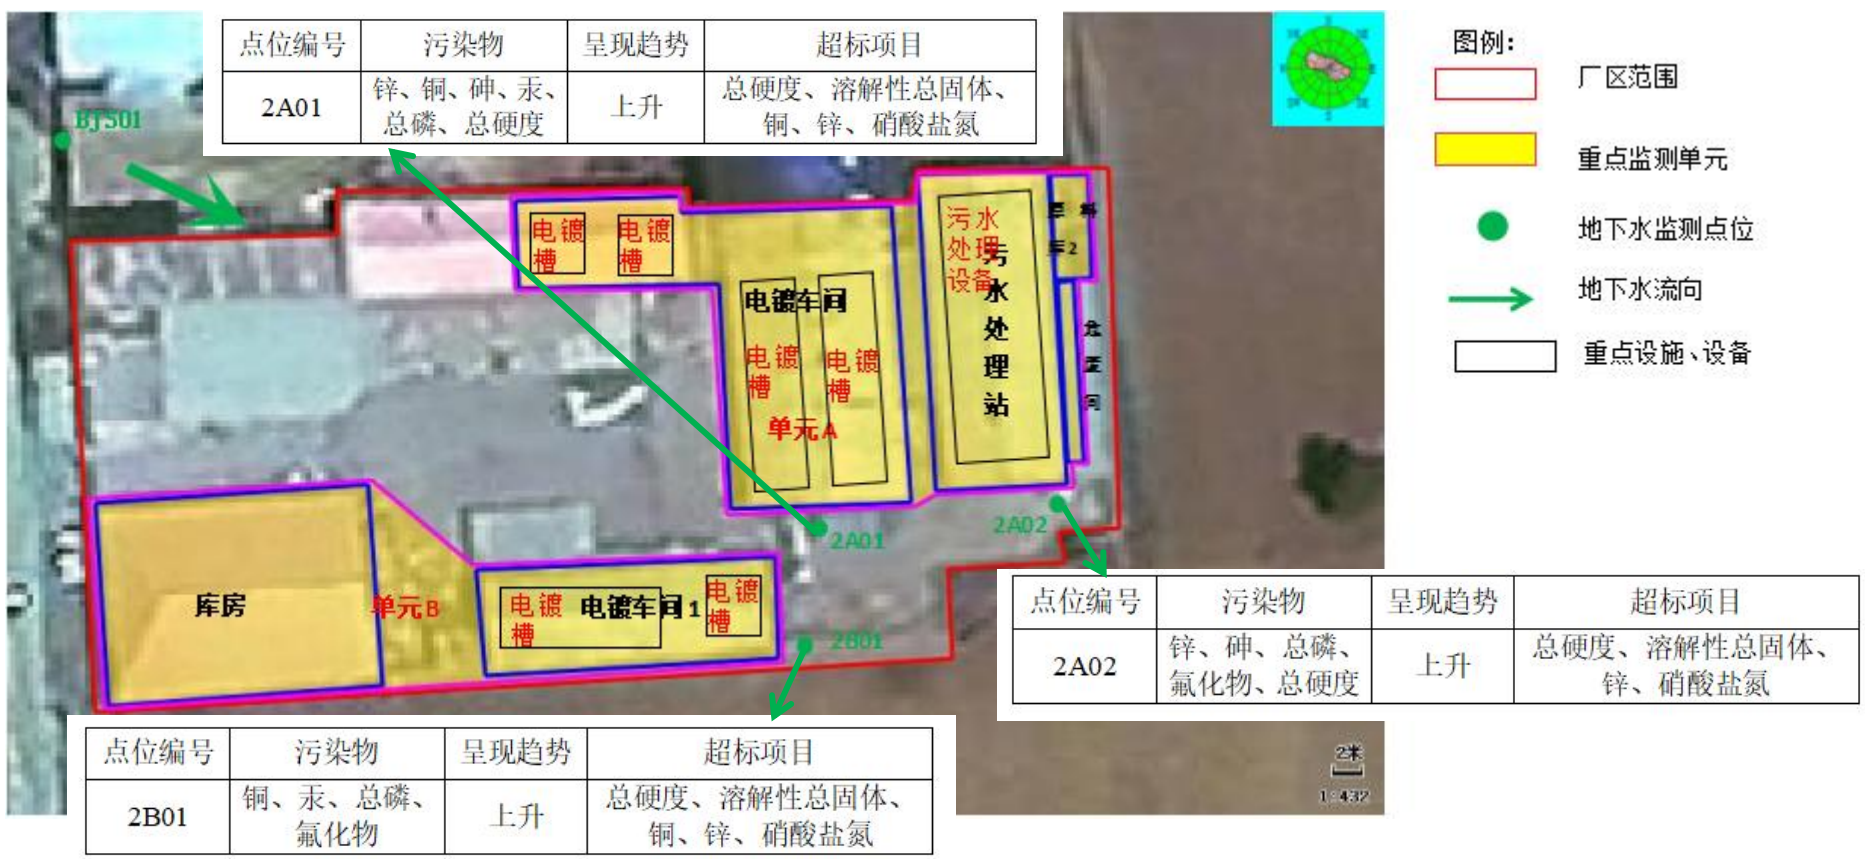 点位编号 污染物 呈现趋势 超标项目
2A01 锌、铜、砷、汞、总磷、总硬度 上升 总硬度、溶解性总固体、铜、锌、硝酸盐氮
BJS01
图例：
厂区范围
重点监测单元
地下水监测点位
地下水流向
重点设施、设备
电镀
槽
电镀
槽
电镀车间
电镀
槽
电镀
槽
单元A
污水
处理
设备
污水处理站
原料
库2
危废间
2A01
2A02
库房
单元B
电镀
槽
电镀车间1
电镀
槽
2B01
点位编号 污染物 呈现趋势 超标项目
2A02 锌、砷、总磷、氟化物、总硬度 上升 总硬度、溶解性总固体、锌、硝酸盐氮
点位编号 污染物 呈现趋势 超标项目
2B01 铜、汞、总磷、氟化物 上升 总硬度、溶解性总固体、铜、锌、硝酸盐氮
2米
1:432